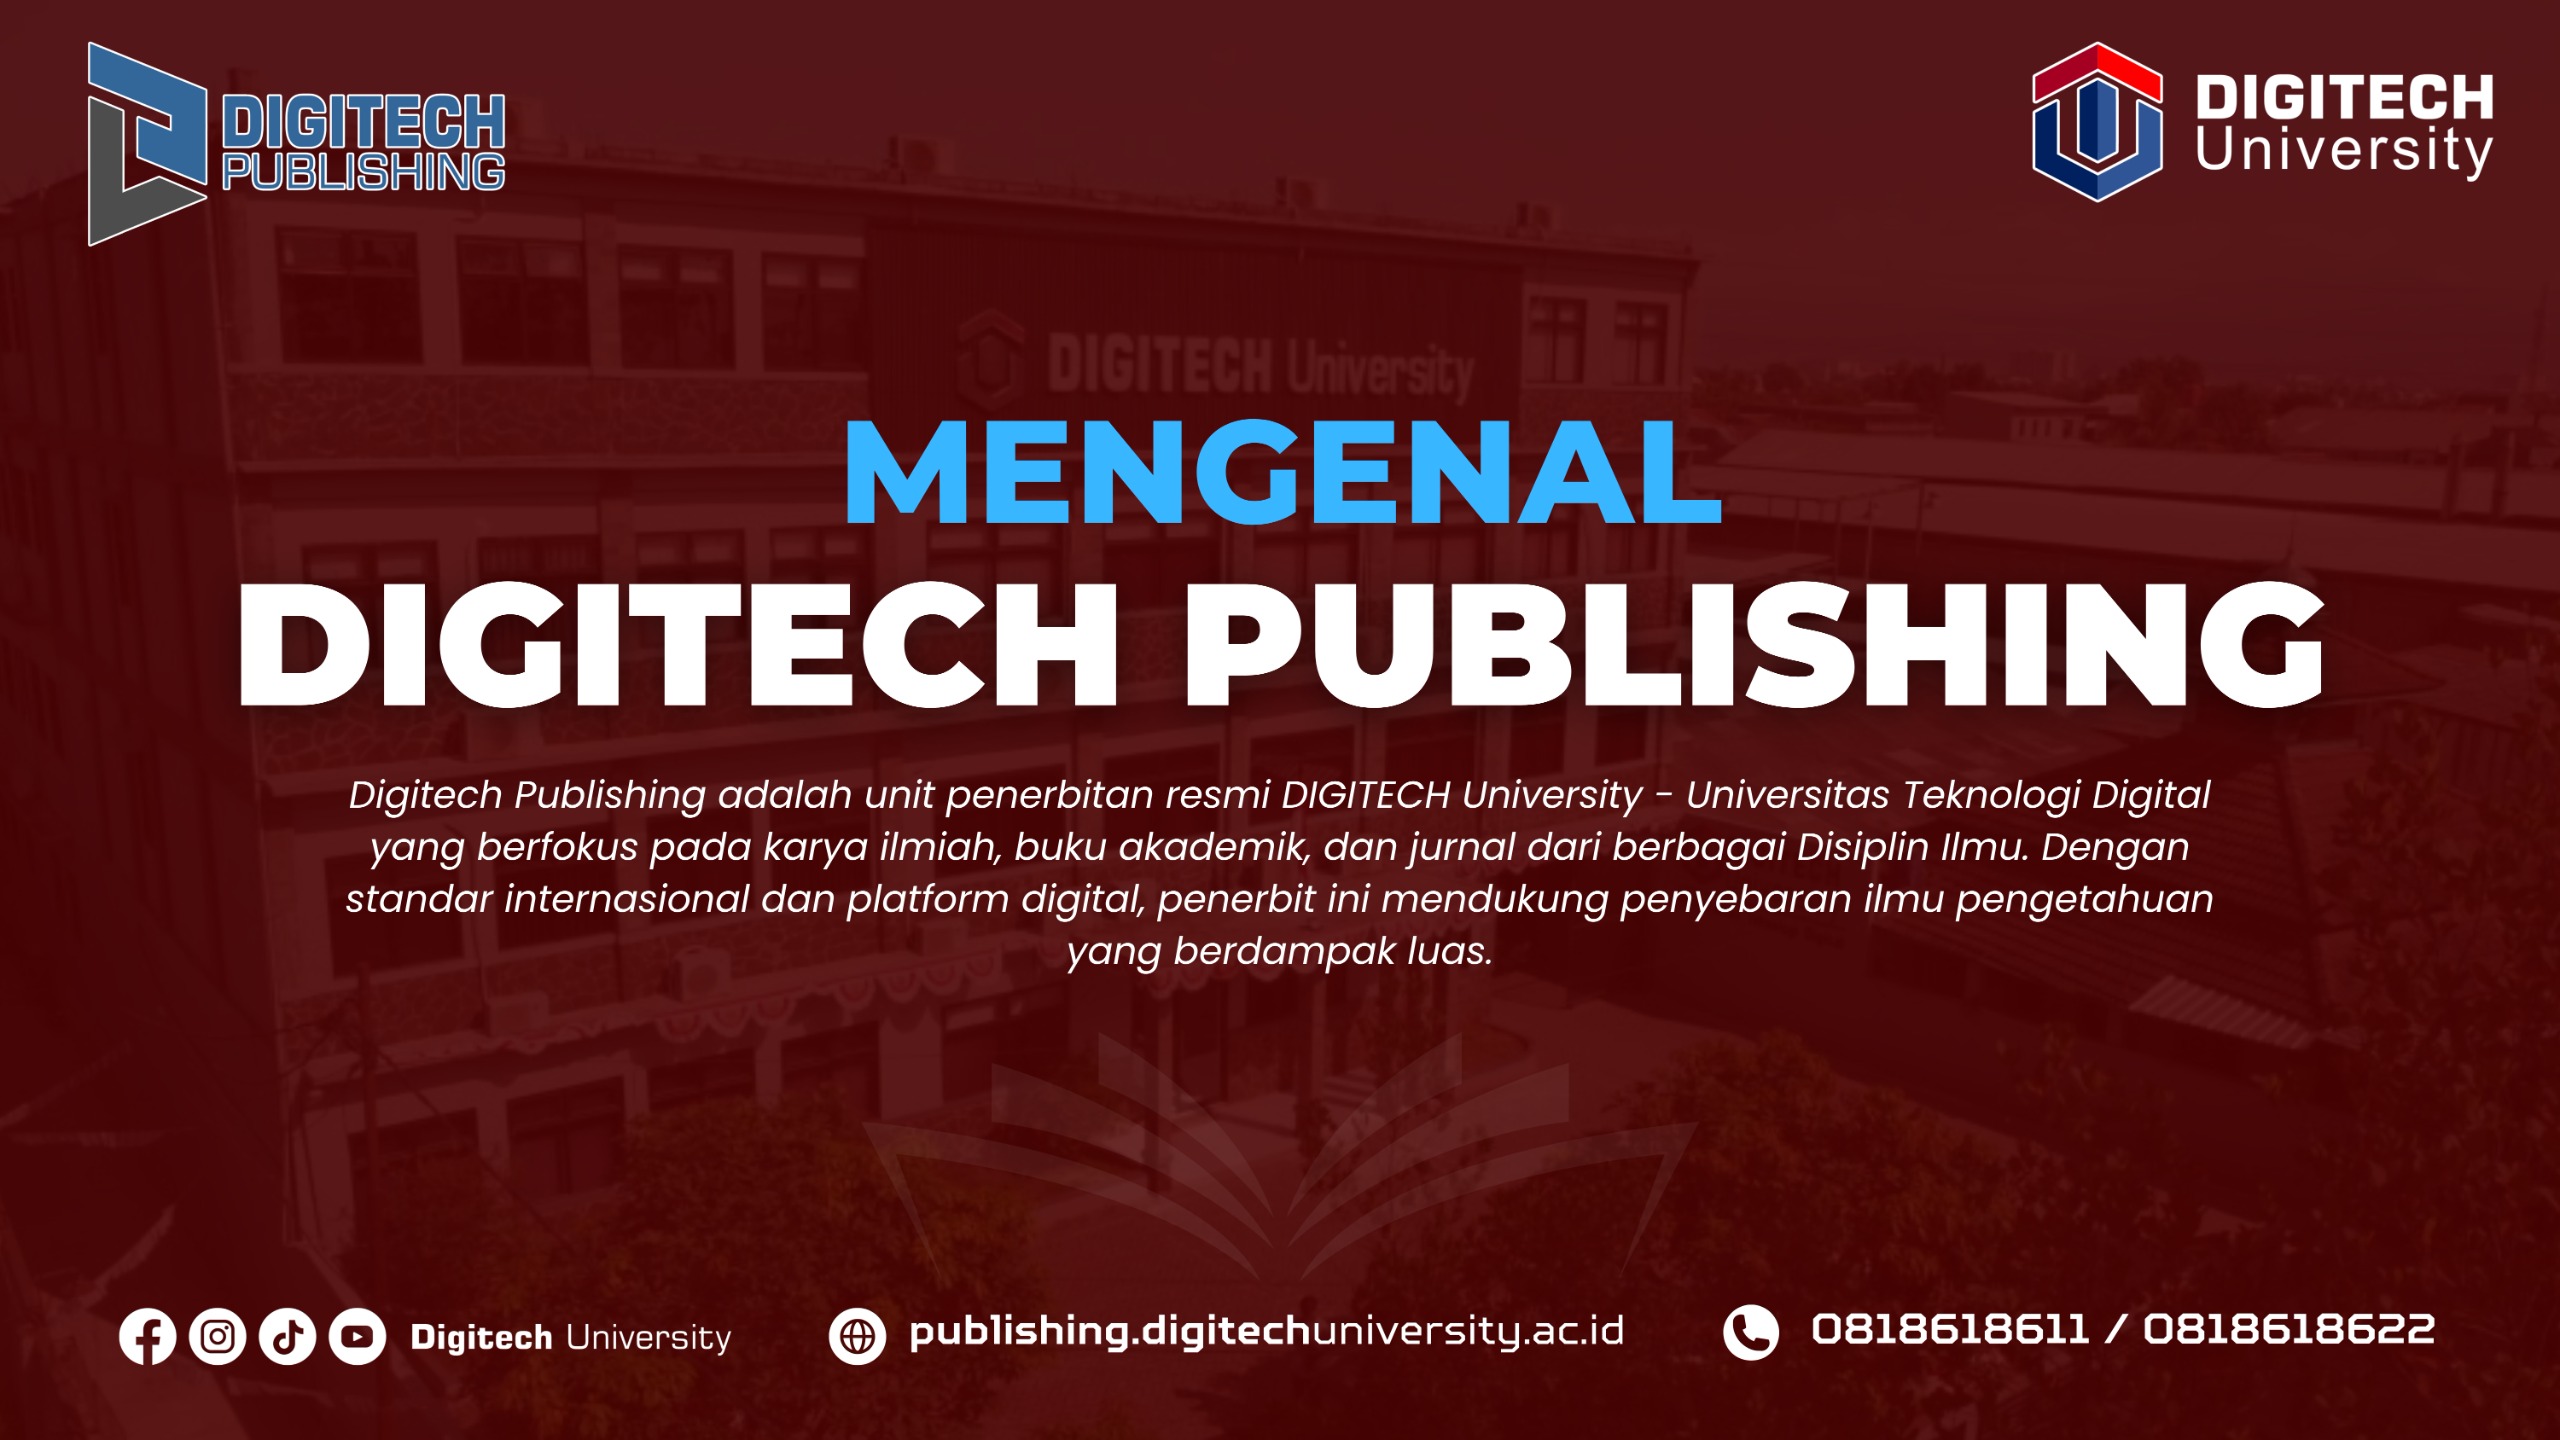 DIGITECH
PUBLISHING
DIGITECH
University
DIGITECH University
MENGENAL
DIGITECH PUBLISHING
Digitech Publishing adalah unit penerbitan resmi DIGITECH University - Universitas Teknologi Digital
yang berfokus pada karya ilmiah, buku akademik, dan jurnal dari berbagai Disiplin Ilmu. Dengan
standar internasional dan platform digital, penerbit ini mendukung penyebaran ilmu pengetahuan
yang berdampak luas.
Digitech University
publishing.digitechuniversity.ac.id
0818618611 / 0818618622